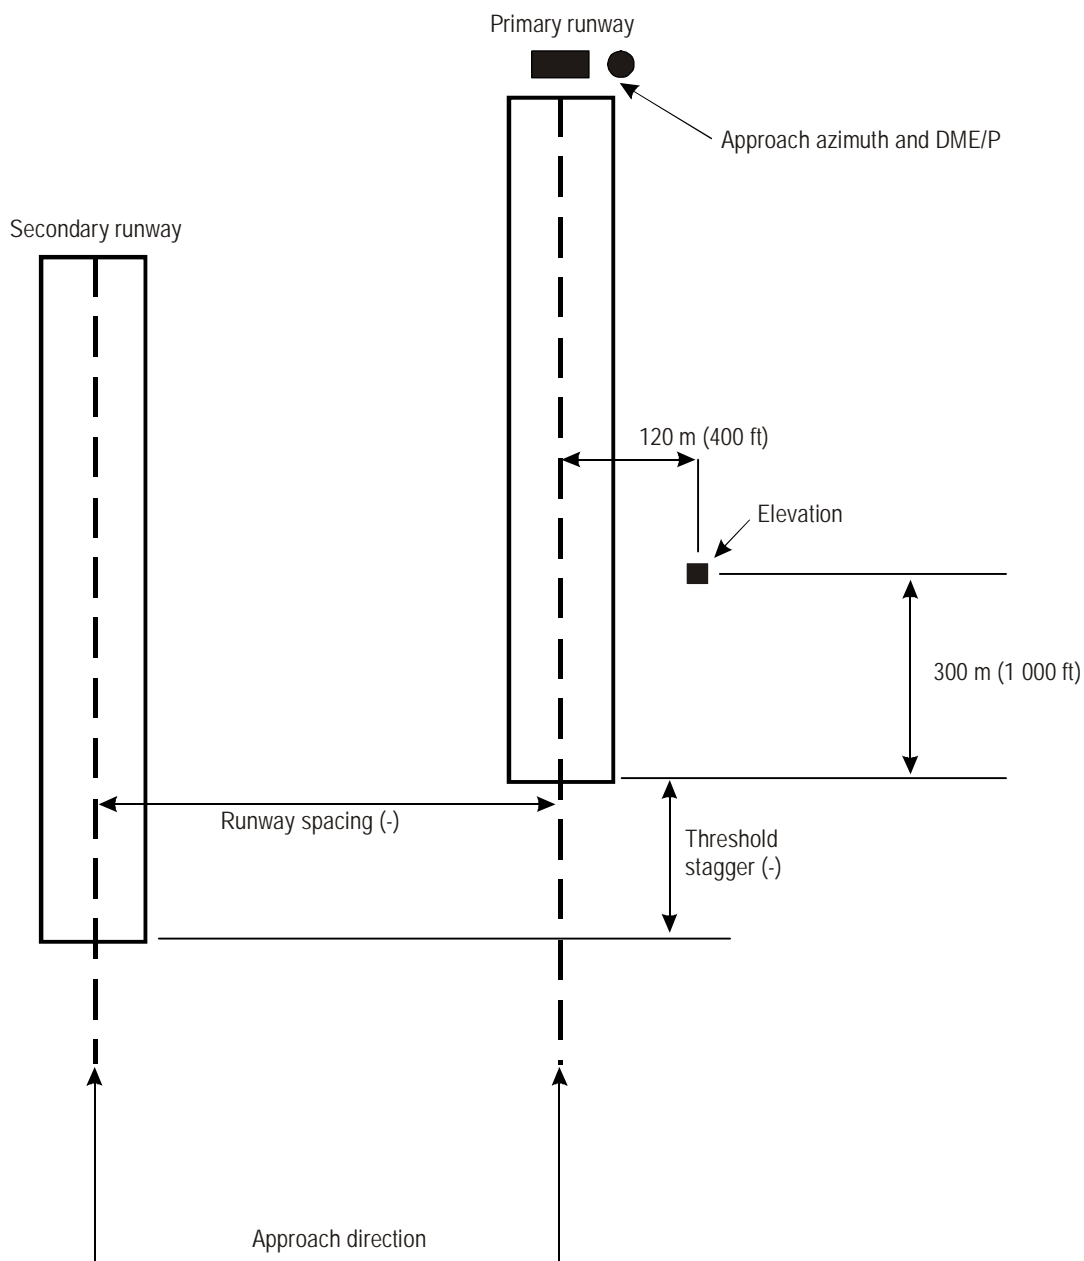 Primary runway
Approach azimuth and DME/P
Secondary runway
120 m (400 ft)
Elevation
300 m (1 000 ft)
Runway spacing (-)
Threshold
stagger (-)
Approach direction